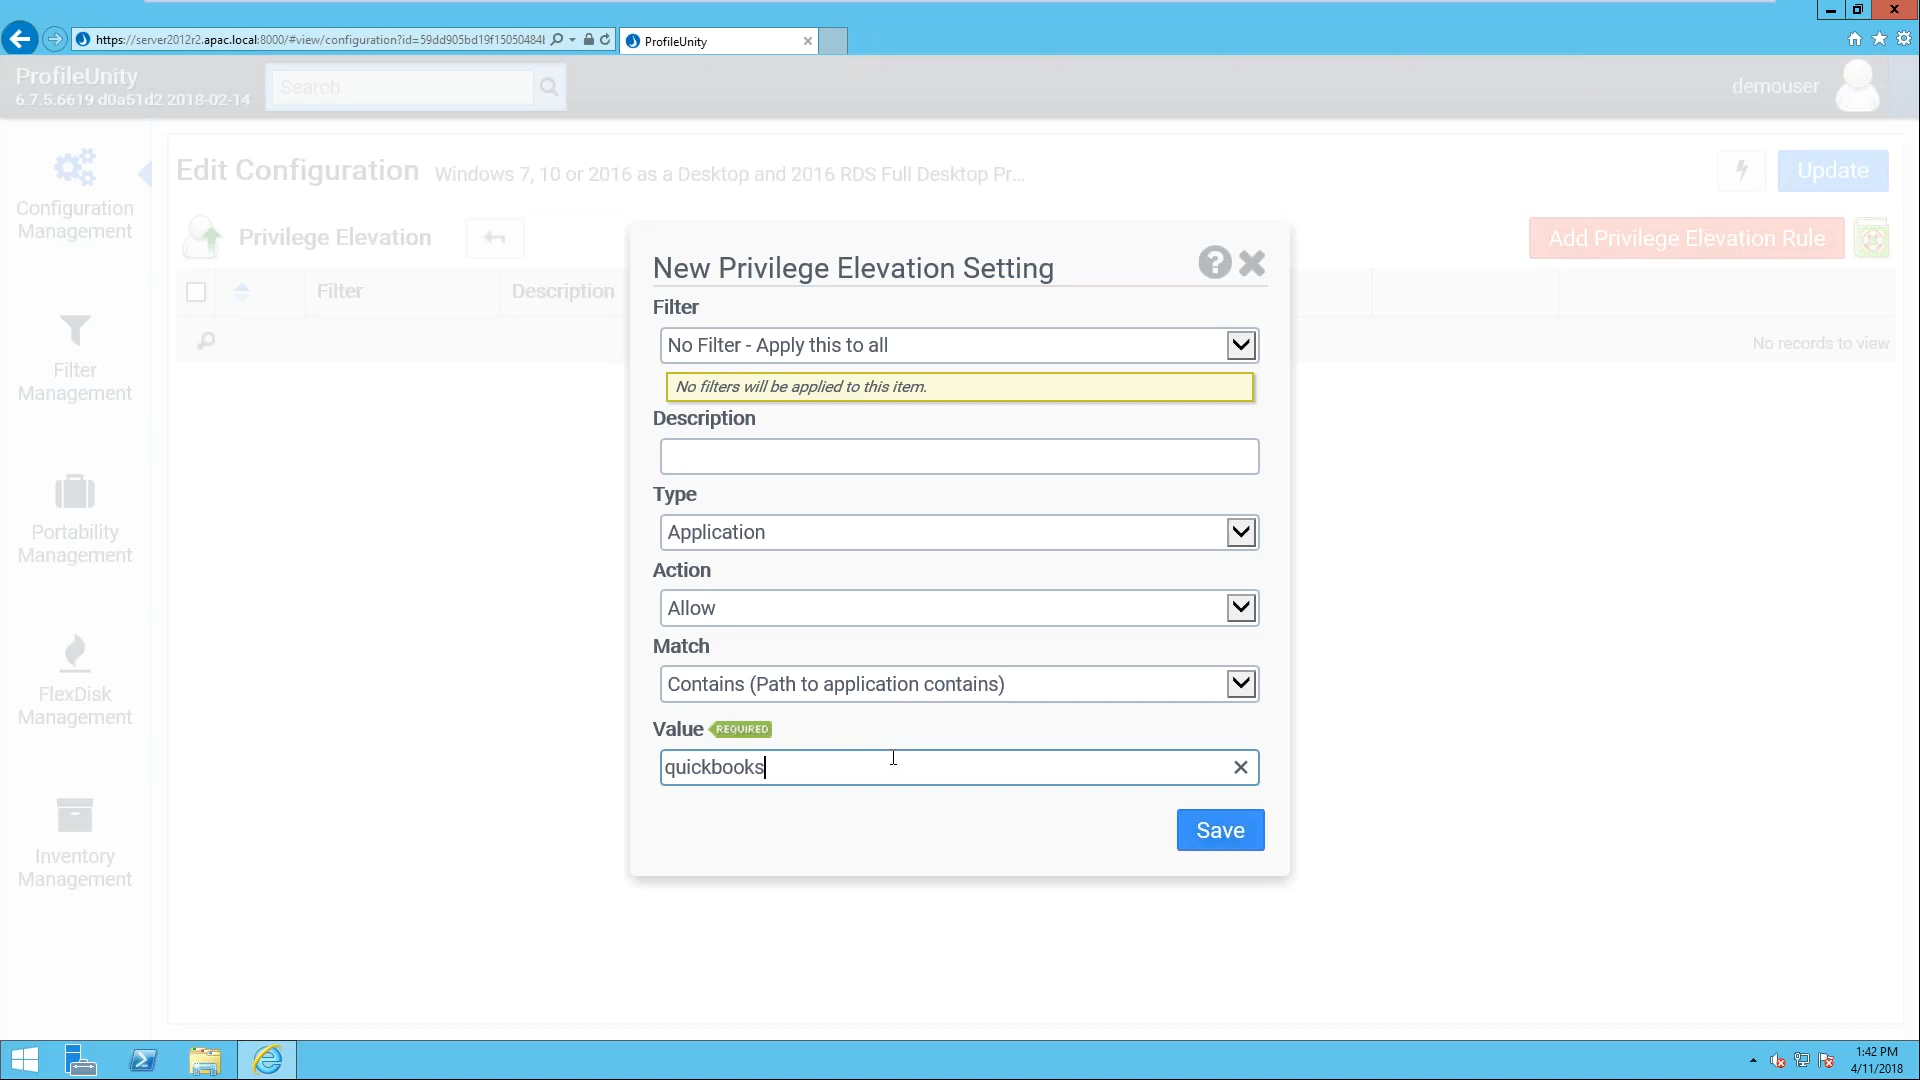 https://server2012r2.apac.local:8000/#view/configuration?id=59dd905bd19f15050484
ProfileUnity
ProfileUnity
6.7.5.6619 d0a51d2 2018-02-14
Search
demouser
Configuration
Management
Filter
Management
Portability
Management
FlexDisk
Management
Inventory
Management
Edit Configuration
Windows 7, 10 or 2016 as a Desktop and 2016 RDS Full Desktop Pr...
Update
Privilege Elevation
Add Privilege Elevation Rule
Filter
Description
No records to view
New Privilege Elevation Setting
Filter
No Filter - Apply this to all
No filters will be applied to this item.
Description
Type
Application
Action
Allow
Match
Contains (Path to application contains)
Value REQUIRED
quickbooks
Save
1:42 PM
4/11/2018